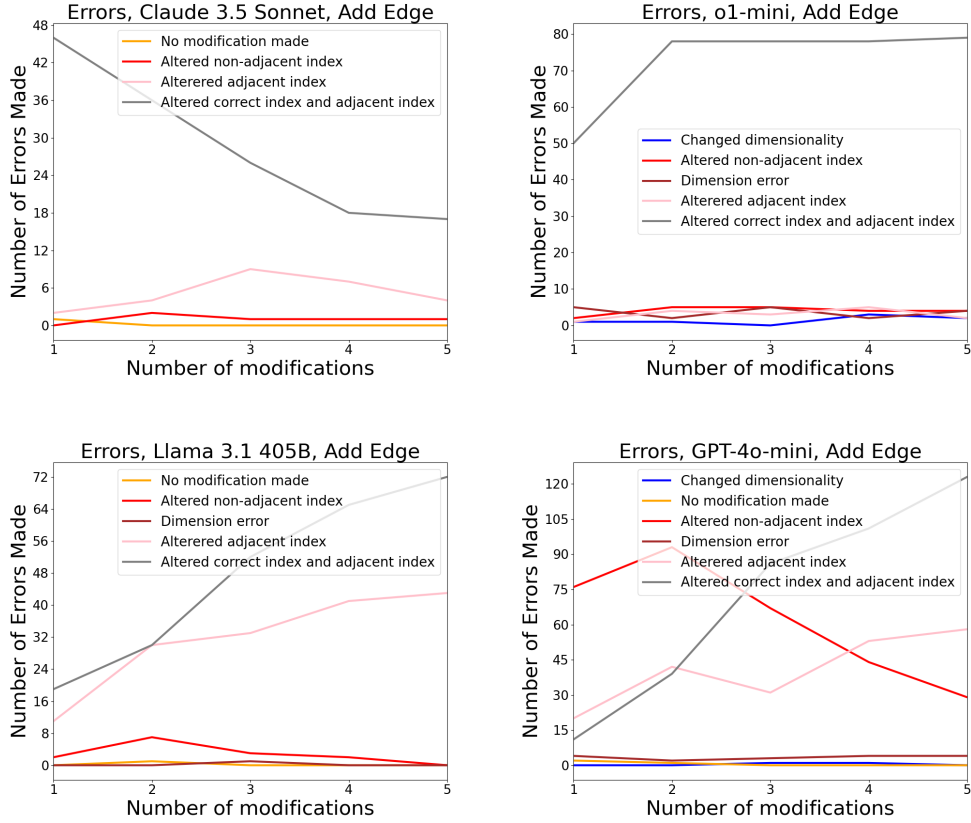 Errors, Claude 3.5 Sonnet, Add Edge
Number of Errors Made
48
42
36
30
24
18
12
6
0
No modification made
Altered non-adjacent index
Alterered adjacent index
Altered correct index and adjacent index
1 2 3 4 5
Number of modifications
Errors, o1-mini, Add Edge
Number of Errors Made
80
70
60
50
40
30
20
10
0
Changed dimensionality
Altered non-adjacent index
Dimension error
Alterered adjacent index
Altered correct index and adjacent index
1 2 3 4 5
Number of modifications
Errors, Llama 3.1 405B, Add Edge
Number of Errors Made
72
64
56
48
40
32
24
16
8
0
No modification made
Altered non-adjacent index
Dimension error
Alterered adjacent index
Altered correct index and adjacent index
1 2 3 4 5
Number of modifications
Errors, GPT-4o-mini, Add Edge
Number of Errors Made
120
105
90
75
60
45
30
15
0
Changed dimensionality
No modification made
Altered non-adjacent index
Dimension error
Alterered adjacent index
Altered correct index and adjacent index
1 2 3 4 5
Number of modifications